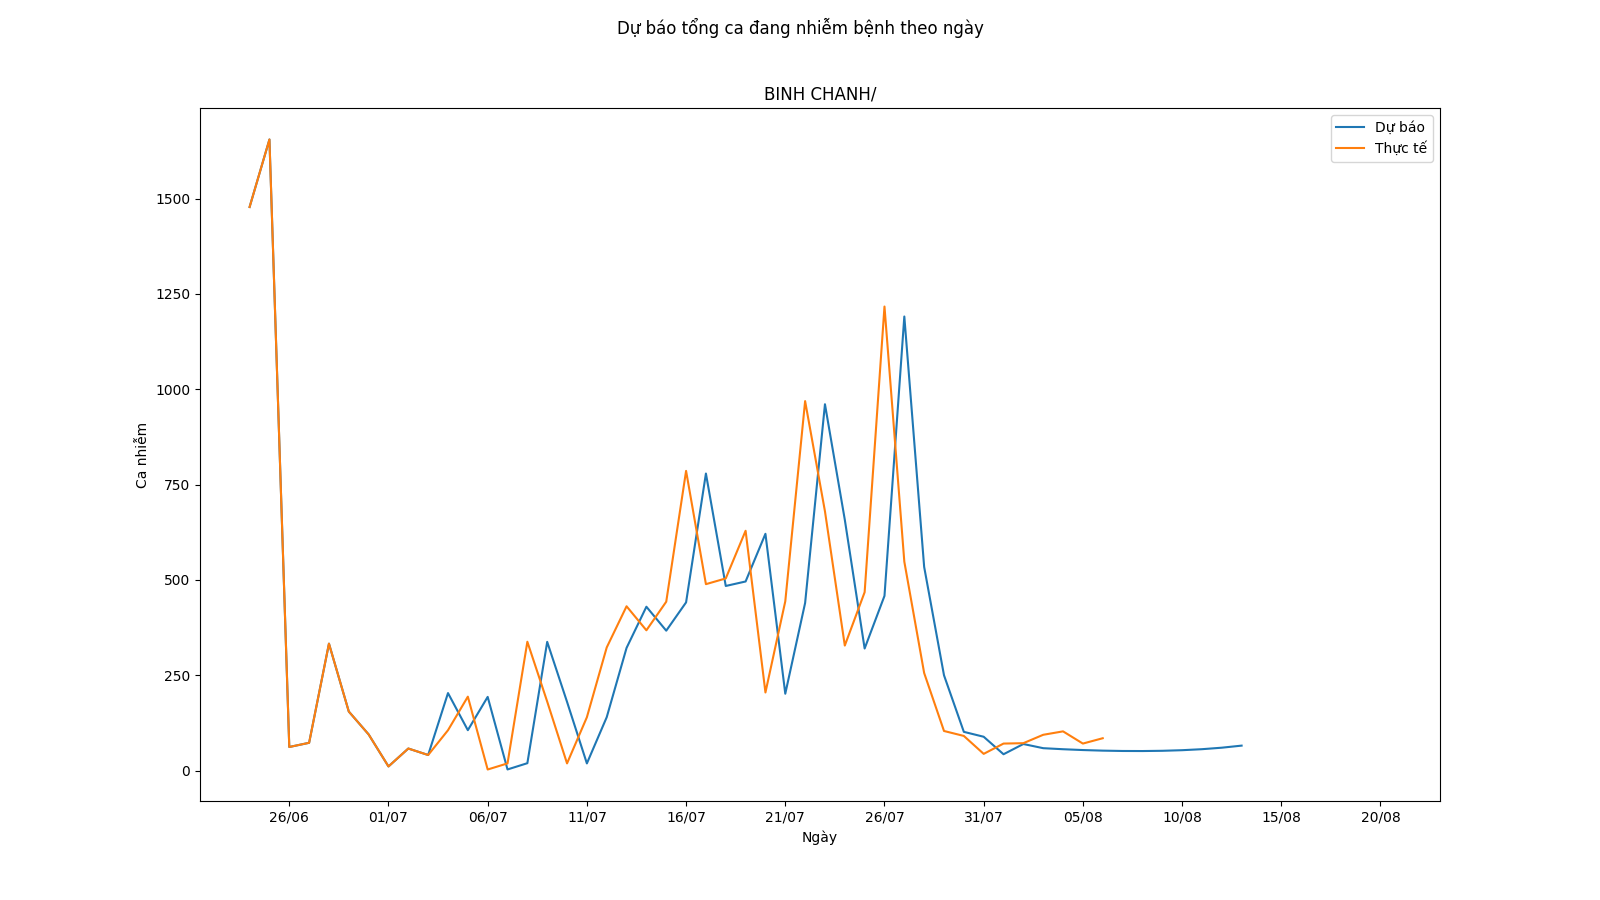 Dự báo tổng ca đang nhiễm bệnh theo ngày
BINH CHANH/
Dự báo
Thực tế
1500
1250
1000
750
500
250
0
Ca nhiễm
26/06 01/07 06/07 11/07 16/07 21/07 26/07 31/07 05/08 10/08 15/08 20/08
Ngày